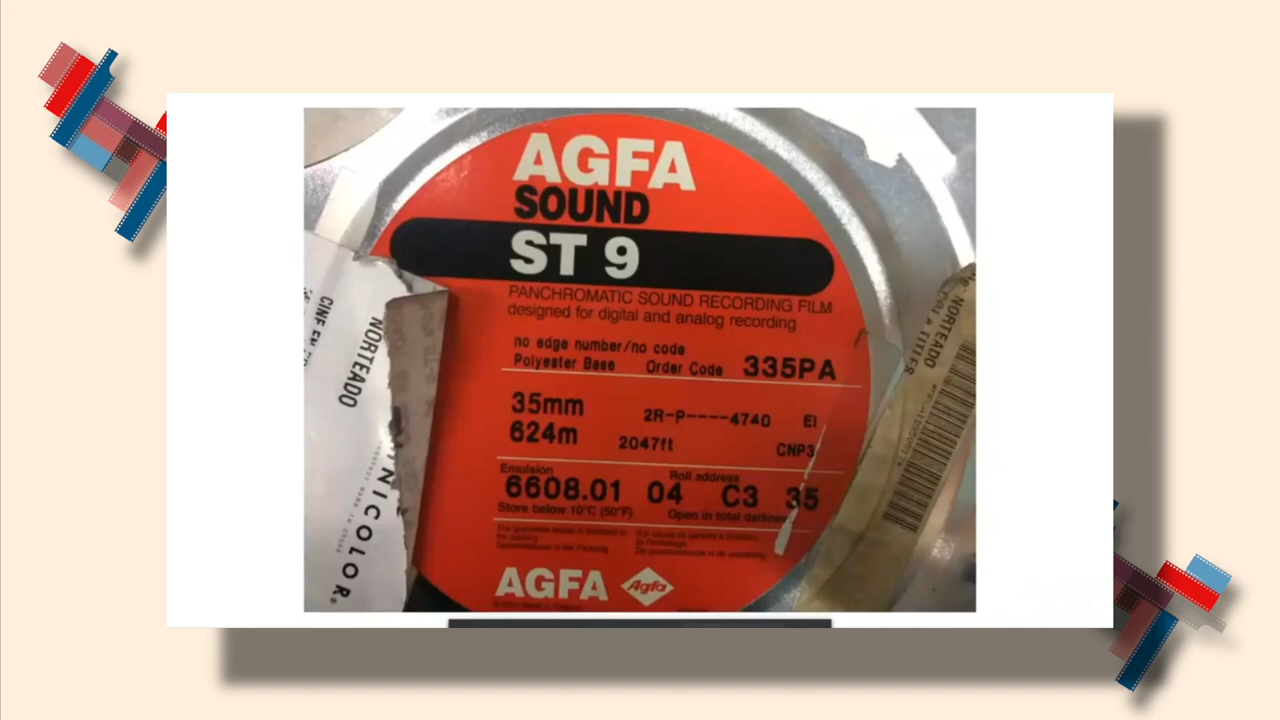 AGFA
SOUND
ST 9
PANCHROMATIC SOUND RECORDING FILM
designed for digital and analog recording
no edge number/no code
Polyester Base Order Code 335PA
35mm 2R-P----4740 EI
624m 2047ft CNP3
Emulsion Roll address
6608.01 04 C3 35
Store below 10°C (50°F) Open in total darkness
AGFA Agfa
NORTEADO
NICOLOR®
NORTEADO